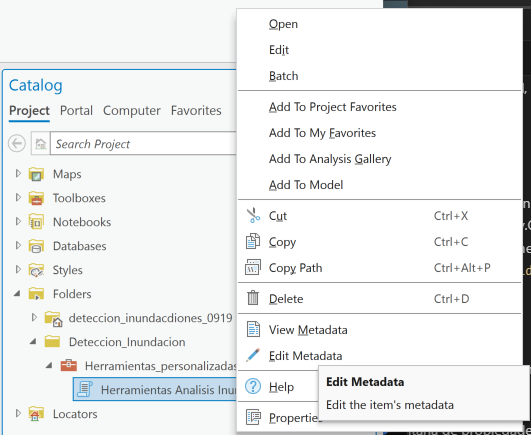 Open
Edit
Batch
Add To Project Favorites
Add To My Favorites
Add To Analysis Gallery
Add To Model
Cut Ctrl+X
Copy Ctrl+C
Copy Path Ctrl+Alt+P
Delete Ctrl+D
View Metadata
Edit Metadata
Help
Properties
Edit Metadata
Edit the item's metadata
Catalog
Project Portal Computer Favorites
Search Project
Maps
Toolboxes
Notebooks
Databases
Styles
Folders
deteccion_inundacdiones_0919
Deteccion_Inundacion
Herramientas_personalizadas
Herramientas Analisis
Locators